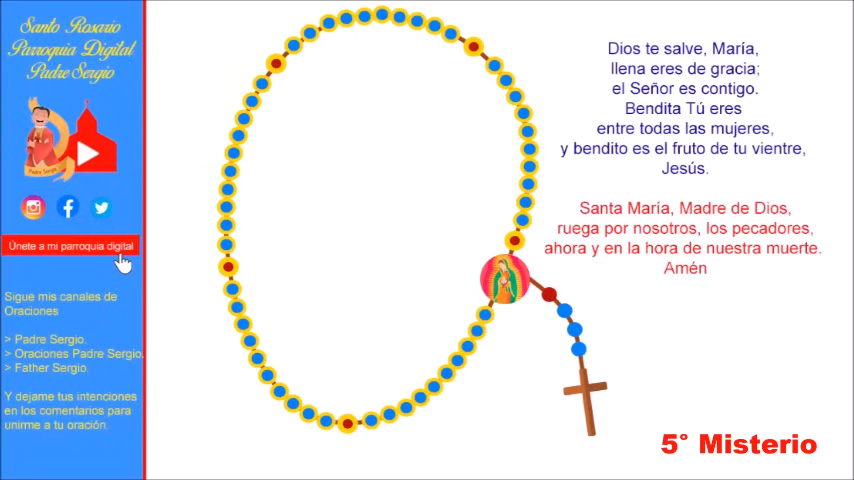 Santo Rosario
Parroquia Digital
Padre Sergio
Padre Sergio
Únete a mi parroquia digital
Sigue mis canales de
Oraciones
> Padre Sergio.
> Oraciones Padre Sergio.
> Father Sergio.
Y dejame tus intenciones
en los comentarios para
unirme a tu oración.
Dios te salve, María,
llena eres de gracia;
el Señor es contigo.
Bendita Tú eres
entre todas las mujeres,
y bendito es el fruto de tu vientre,
Jesús.
Santa María, Madre de Dios,
ruega por nosotros, los pecadores,
ahora y en la hora de nuestra muerte.
Amén
5° Misterio